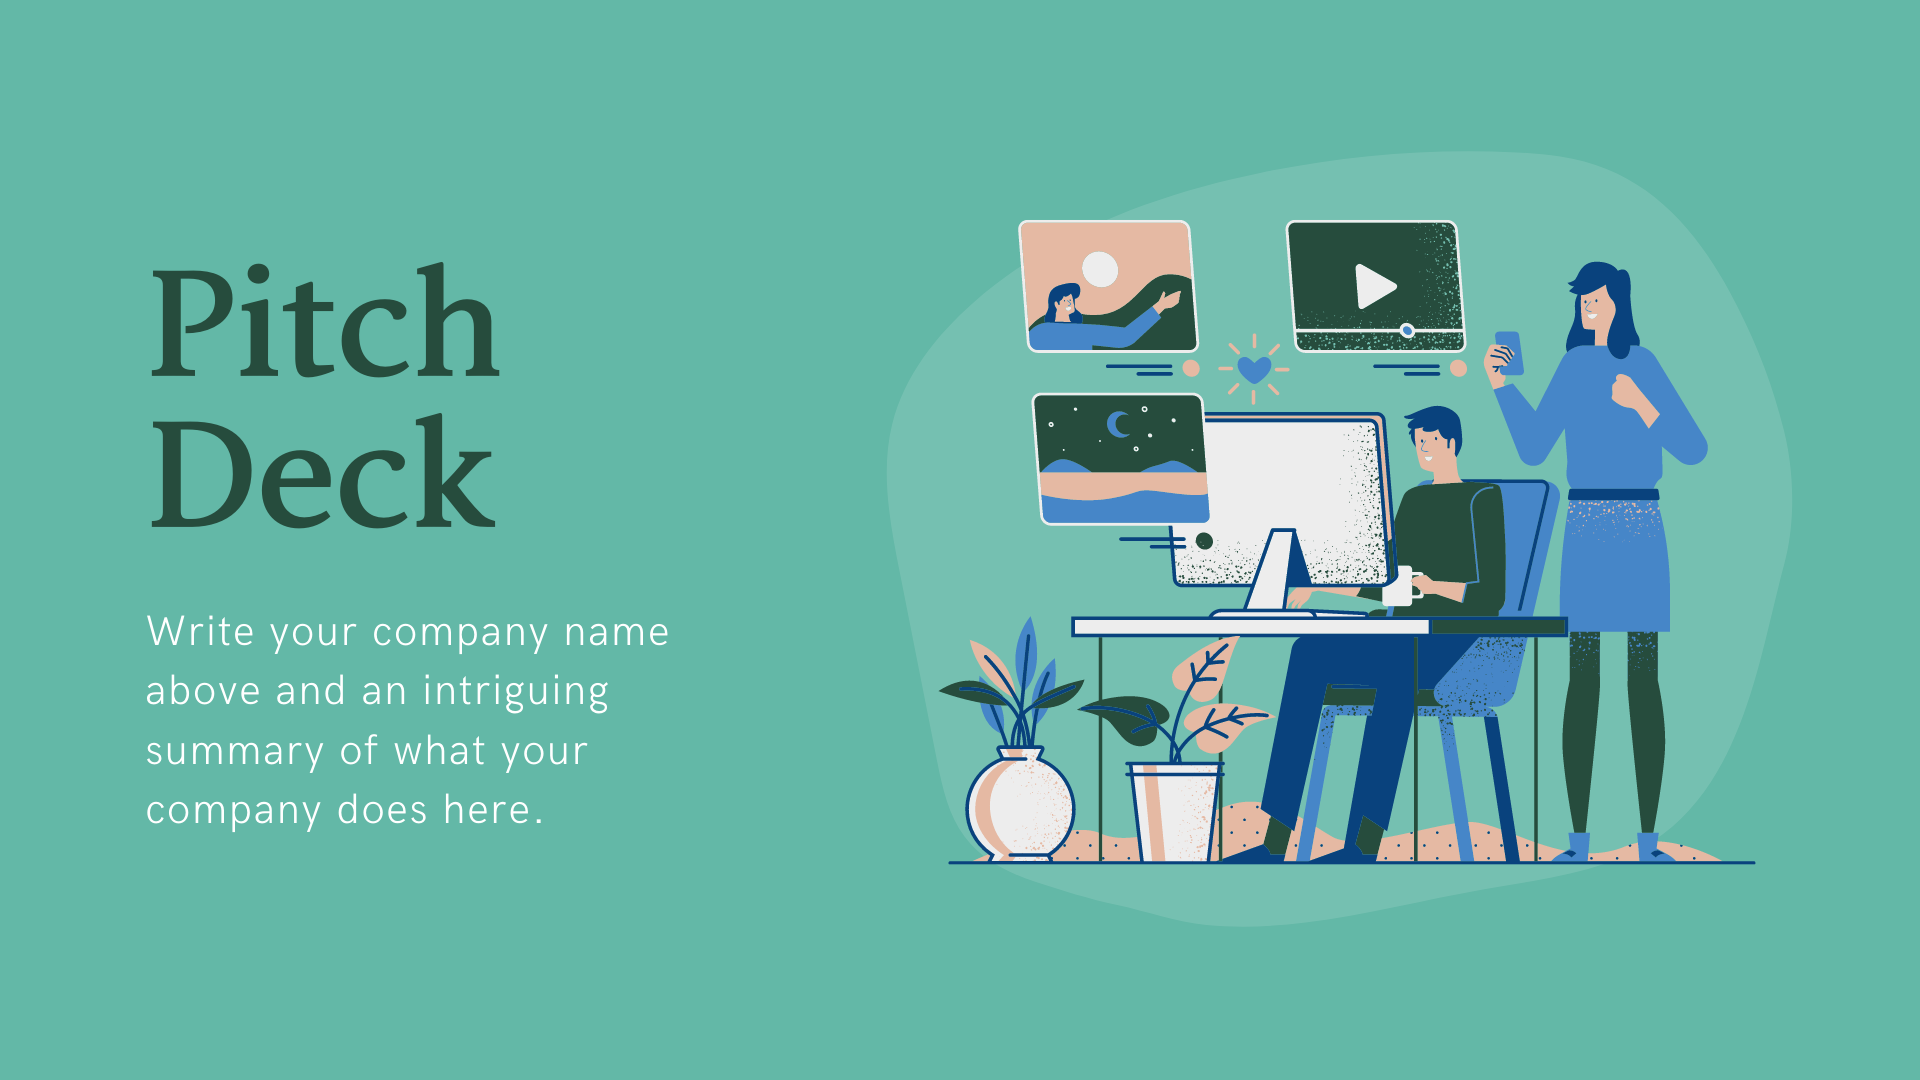 Pitch
Deck
Write your company name
above and an intriguing
summary of what your
company does here.